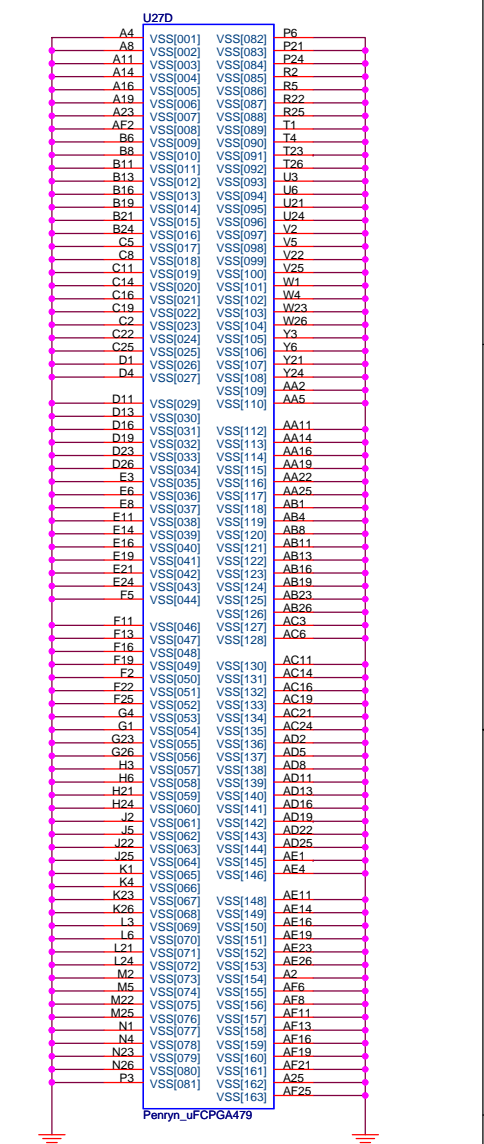 U27D
A4 VSS[001] VSS[082] P6
A8 VSS[002] VSS[083] P21
A11 VSS[003] VSS[084] P24
A14 VSS[004] VSS[085] R2
A16 VSS[005] VSS[086] R5
A19 VSS[006] VSS[087] R22
A23 VSS[007] VSS[088] R25
AF2 VSS[008] VSS[089] T1
B6 VSS[009] VSS[090] T4
B8 VSS[010] VSS[091] T23
B11 VSS[011] VSS[092] T26
B13 VSS[012] VSS[093] U3
B16 VSS[013] VSS[094] U6
B19 VSS[014] VSS[095] U21
B21 VSS[015] VSS[096] U24
B24 VSS[016] VSS[097] V2
C5 VSS[017] VSS[098] V5
C8 VSS[018] VSS[099] V22
C11 VSS[019] VSS[100] V25
C14 VSS[020] VSS[101] W1
C16 VSS[021] VSS[102] W4
C19 VSS[022] VSS[103] W23
C2 VSS[023] VSS[104] W26
C22 VSS[024] VSS[105] Y3
C25 VSS[025] VSS[106] Y6
D1 VSS[026] VSS[107] Y21
D4 VSS[027] VSS[108] Y24
VSS[109] AA2
D11 VSS[029] VSS[110] AA5
D13 VSS[030]
D16 VSS[031] VSS[112] AA11
D19 VSS[032] VSS[113] AA14
D23 VSS[033] VSS[114] AA16
D26 VSS[034] VSS[115] AA19
E3 VSS[035] VSS[116] AA22
E6 VSS[036] VSS[117] AA25
E8 VSS[037] VSS[118] AB1
E11 VSS[038] VSS[119] AB4
E14 VSS[039] VSS[120] AB8
E16 VSS[040] VSS[121] AB11
E19 VSS[041] VSS[122] AB13
E21 VSS[042] VSS[123] AB16
E24 VSS[043] VSS[124] AB19
F5 VSS[044] VSS[125] AB23
VSS[126] AB26
F11 VSS[046] VSS[127] AC3
F13 VSS[047] VSS[128] AC6
F16 VSS[048]
F19 VSS[049] VSS[130] AC11
F2 VSS[050] VSS[131] AC14
F22 VSS[051] VSS[132] AC16
F25 VSS[052] VSS[133] AC19
G4 VSS[053] VSS[134] AC21
G1 VSS[054] VSS[135] AC24
G23 VSS[055] VSS[136] AD2
G26 VSS[056] VSS[137] AD5
H3 VSS[057] VSS[138] AD8
H6 VSS[058] VSS[139] AD11
H21 VSS[059] VSS[140] AD13
H24 VSS[060] VSS[141] AD16
J2 VSS[061] VSS[142] AD19
J5 VSS[062] VSS[143] AD22
J22 VSS[063] VSS[144] AD25
J25 VSS[064] VSS[145] AE1
K1 VSS[065] VSS[146] AE4
K4 VSS[066]
K23 VSS[067] VSS[148] AE11
K26 VSS[068] VSS[149] AE14
L3 VSS[069] VSS[150] AE16
L6 VSS[070] VSS[151] AE19
L21 VSS[071] VSS[152] AE23
L24 VSS[072] VSS[153] AE26
M2 VSS[073] VSS[154] A2
M5 VSS[074] VSS[155] AF6
M22 VSS[075] VSS[156] AF8
M25 VSS[076] VSS[157] AF11
N1 VSS[077] VSS[158] AF13
N4 VSS[078] VSS[159] AF16
N23 VSS[079] VSS[160] AF19
N26 VSS[080] VSS[161] AF21
P3 VSS[081] VSS[162] A25
VSS[163] AF25
Penryn_uFCPGA479